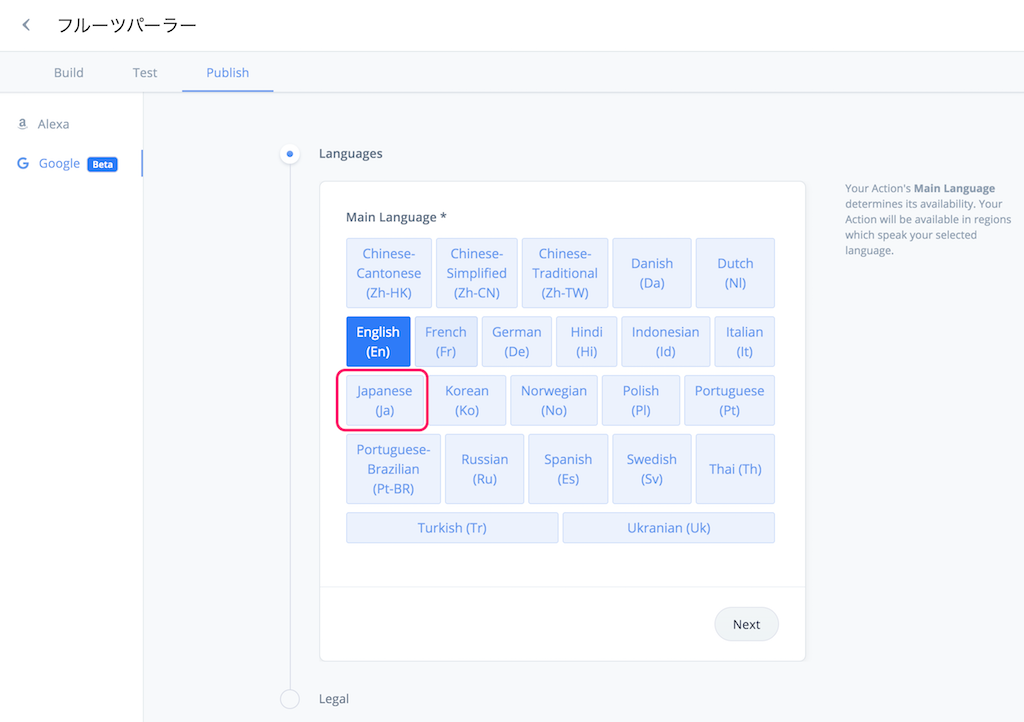 フルーツパーラー
Build Test Publish
Alexa
Google Beta
Languages
Main Language *
Chinese-Cantonese (Zh-HK)
Chinese-Simplified (Zh-CN)
Chinese-Traditional (Zh-TW)
Danish (Da)
Dutch (Nl)
English (En)
French (Fr)
German (De)
Hindi (Hi)
Indonesian (Id)
Italian (It)
Japanese (Ja)
Korean (Ko)
Norwegian (No)
Polish (Pl)
Portuguese (Pt)
Portuguese-Brazilian (Pt-BR)
Russian (Ru)
Spanish (Es)
Swedish (Sv)
Thai (Th)
Turkish (Tr)
Ukranian (Uk)
Next
Your Action's Main Language
determines its availability. Your
Action will be available in regions
which speak your selected
language.
Legal